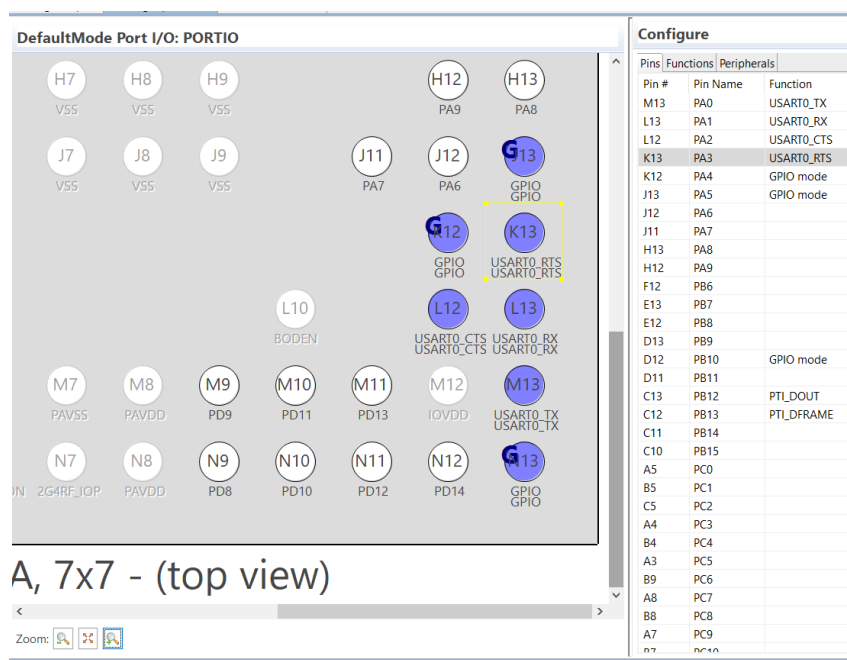 DefaultMode Port I/O: PORTIO
H7 H8 H9 H12 H13
VSS VSS VSS PA9 PA8
J7 J8 J9 J11 J12 G J13
VSS VSS VSS PA7 PA6 GPIO
GPIO
G K12 K13
GPIO USART0_RTS
GPIO USART0_RTS
L10 L12 L13
BODEN USART0_CTS USART0_RX
USART0_CTS USART0_RX
M7 M8 M9 M10 M11 M12 M13
PAVSS PAVDD PD9 PD11 PD13 IOVDD USART0_TX
USART0_TX
N7 N8 N9 N10 N11 N12 G N13
ON 2G4RF_IOP PAVDD PD8 PD10 PD12 PD14 GPIO
GPIO
A, 7x7 - (top view)
Zoom:
Configure
Pins Functions Peripherals
Pin # Pin Name Function
M13 PA0 USART0_TX
L13 PA1 USART0_RX
L12 PA2 USART0_CTS
K13 PA3 USART0_RTS
K12 PA4 GPIO mode
J13 PA5 GPIO mode
J12 PA6
J11 PA7
H13 PA8
H12 PA9
F12 PB6
E13 PB7
E12 PB8
D13 PB9
D12 PB10 GPIO mode
D11 PB11
C13 PB12 PTI_DOUT
C12 PB13 PTI_DFRAME
C11 PB14
C10 PB15
A5 PC0
B5 PC1
C5 PC2
A4 PC3
B4 PC4
A3 PC5
B9 PC6
A8 PC7
B8 PC8
A7 PC9
B7 PC10